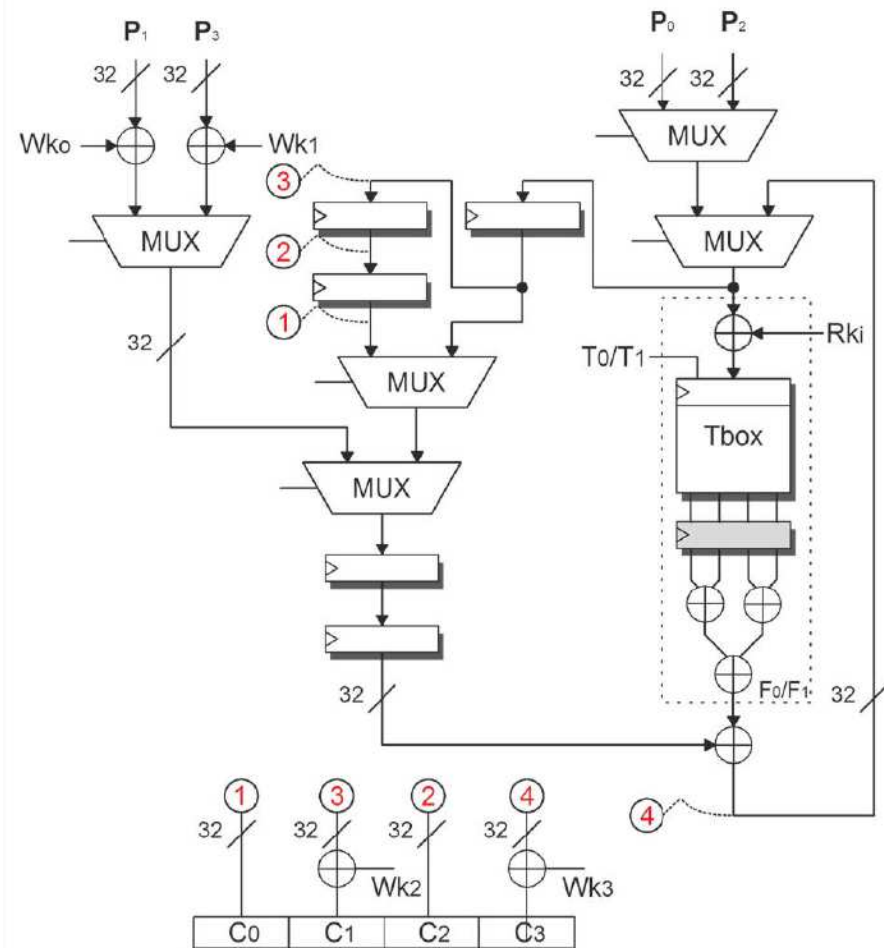 P1 P3 P0 P2
32 32 32 32
MUX
Wk0 Wk1
3
MUX MUX
2
1
32 Rki
T0/T1
MUX
Tbox
MUX
F0/F1
32 32
1 3 2 4 4
32 32 32 32
Wk2 Wk3
C0 C1 C2 C3